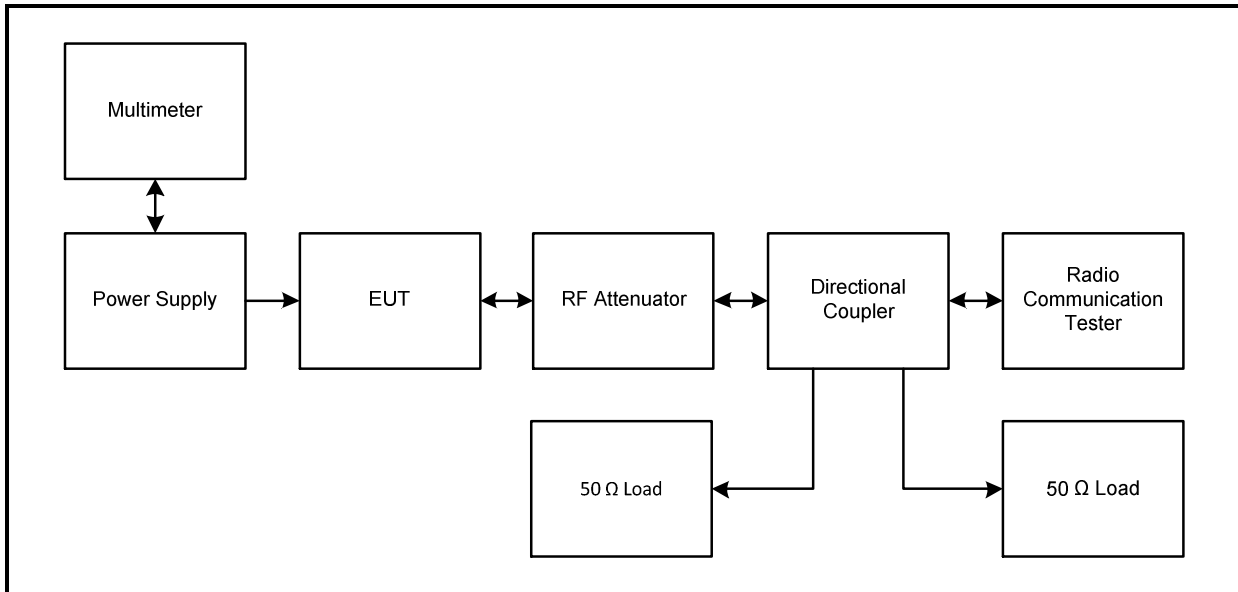 Multimeter
Power Supply
EUT
RF Attenuator
Directional
Coupler
Radio
Communication
Tester
50 Ω Load
50 Ω Load